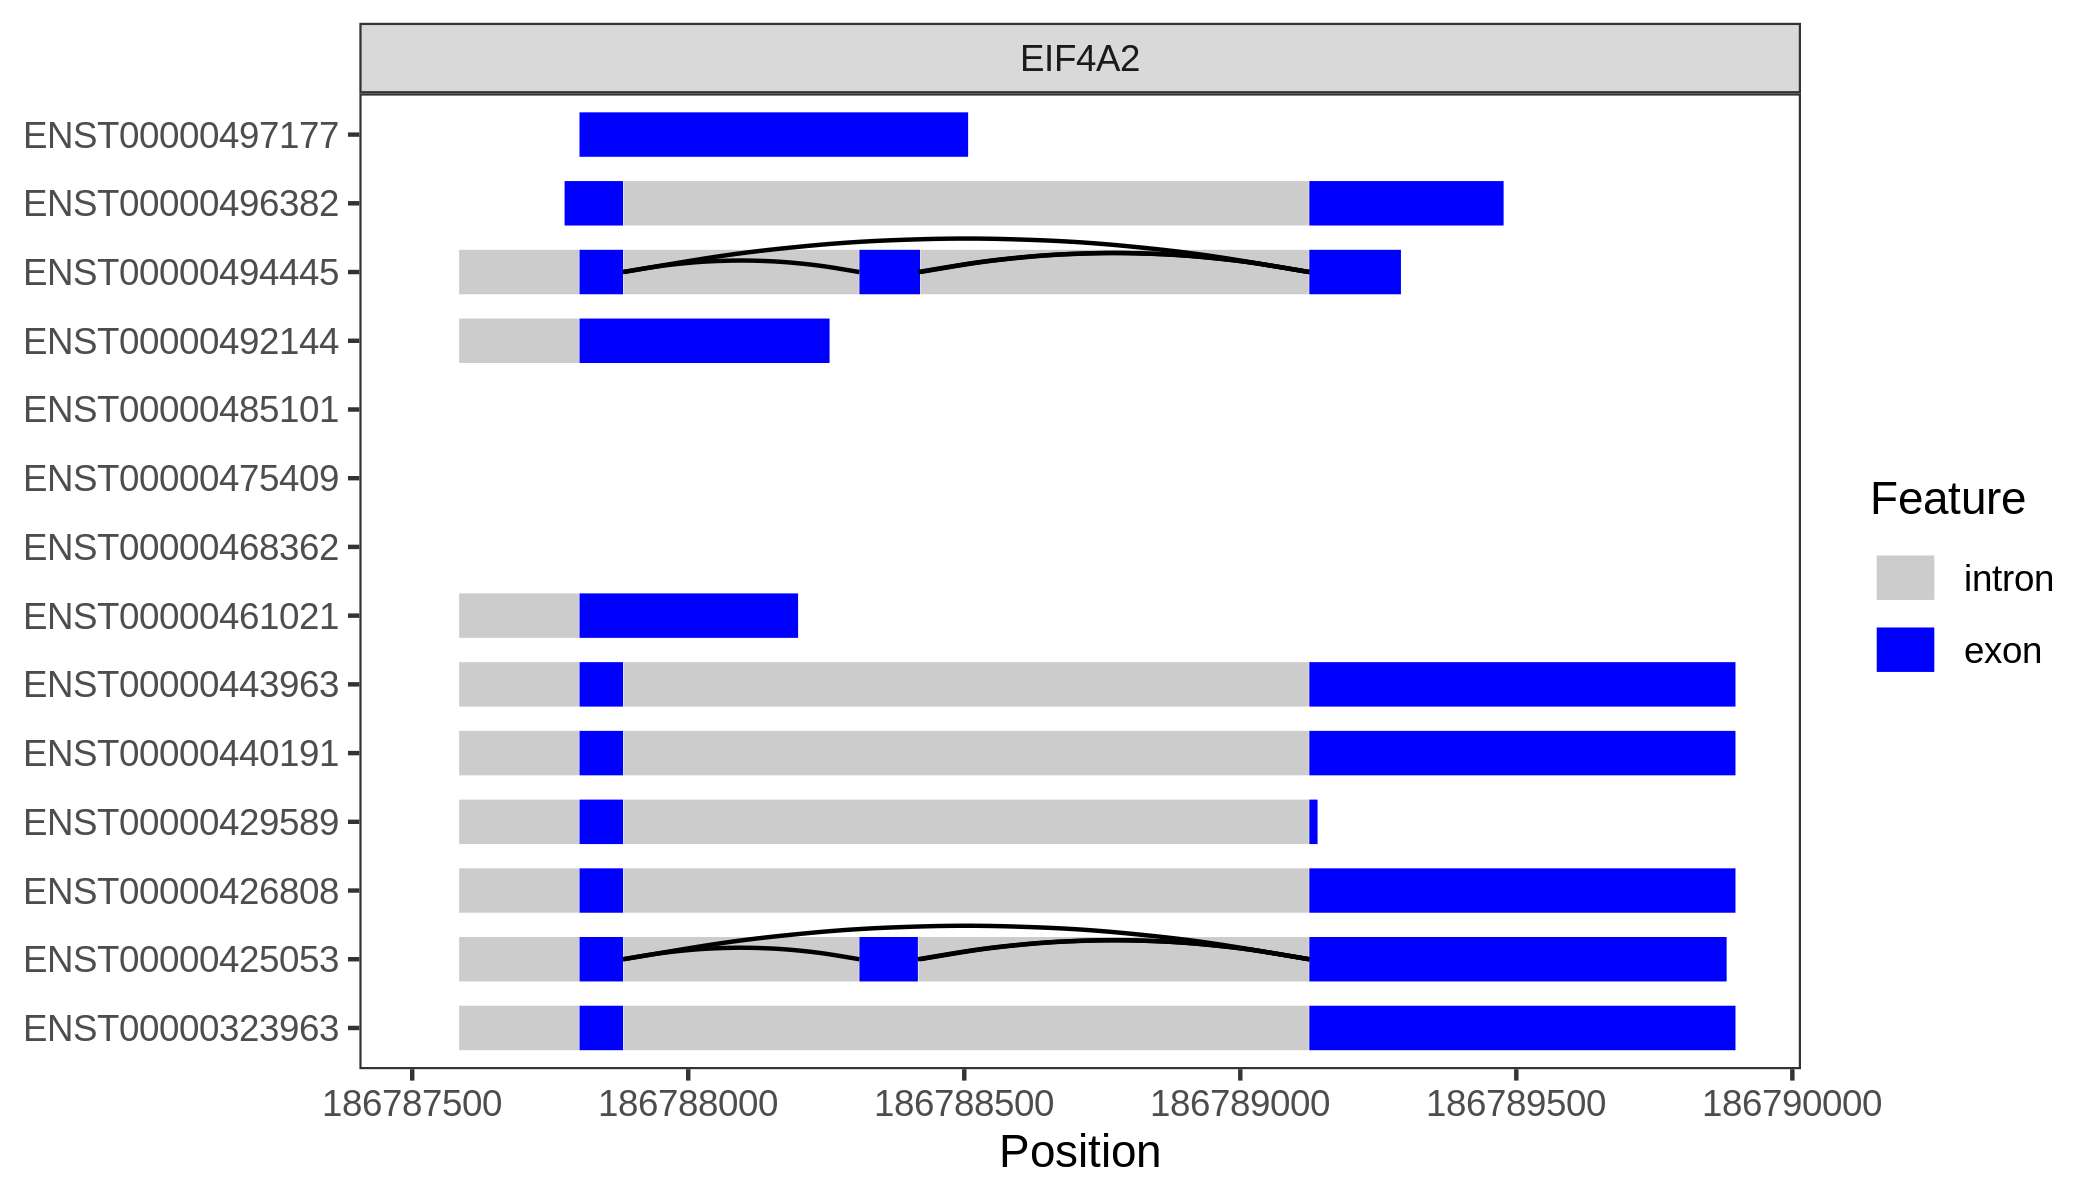 EIF4A2
ENST00000497177
ENST00000496382
ENST00000494445
ENST00000492144
ENST00000485101
ENST00000475409
ENST00000468362
ENST00000461021
ENST00000443963
ENST00000440191
ENST00000429589
ENST00000426808
ENST00000425053
ENST00000323963
186787500 186788000 186788500 186789000 186789500 186790000
Position
Feature
intron
exon